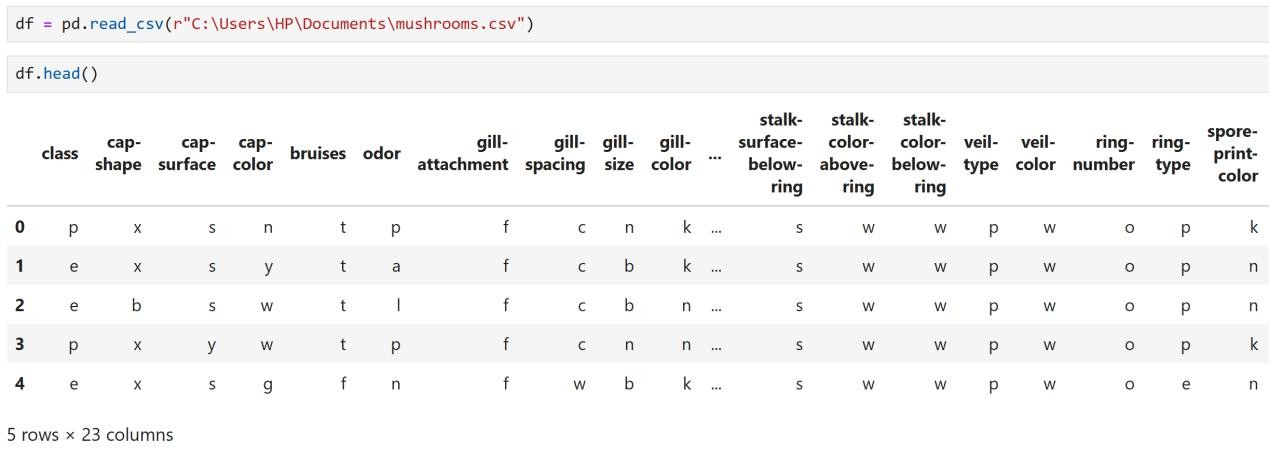 df = pd.read_csv(r"C:\Users\HP\Documents\mushrooms.csv")
df.head()
class cap-shape cap-surface cap-color bruises odor gill-attachment gill-spacing gill-size gill-color ... stalk-surface-below-ring stalk-color-above-ring stalk-color-below-ring veil-type veil-color ring-number ring-type spore-print-color
0 p x s n t p f c n k ... s w w p w o p k
1 e x s y t a f c b k ... s w w p w o p n
2 e b s w t l f c b n ... s w w p w o p n
3 p x y w t p f c n n ... s w w p w o p k
4 e x s g f n f w b k ... s w w p w o e n
5 rows × 23 columns